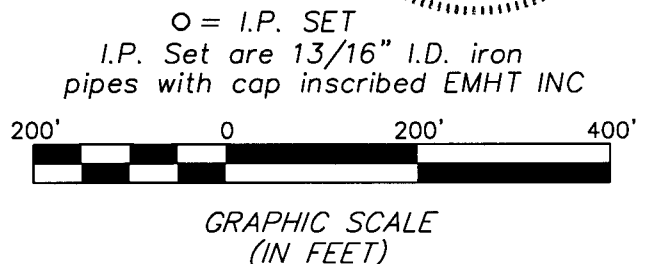 O = I.P. SET
I.P. Set are 13/16" I.D. iron
pipes with cap inscribed EMHT INC
200' 0 200' 400'
GRAPHIC SCALE
(IN FEET)